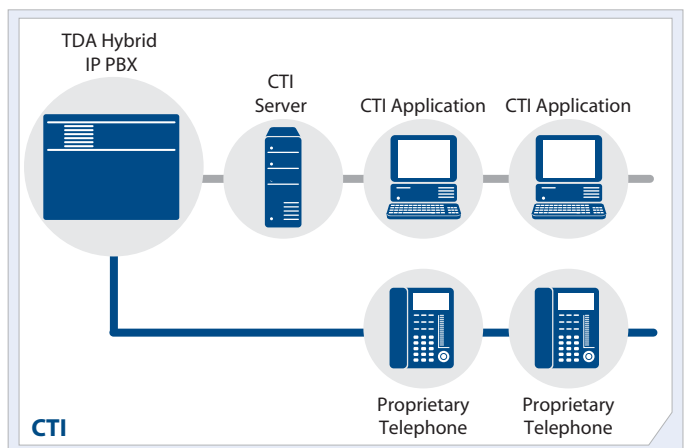 TDA Hybrid
IP PBX
CTI
Server
CTI Application
CTI Application
Proprietary
Telephone
Proprietary
Telephone
CTI